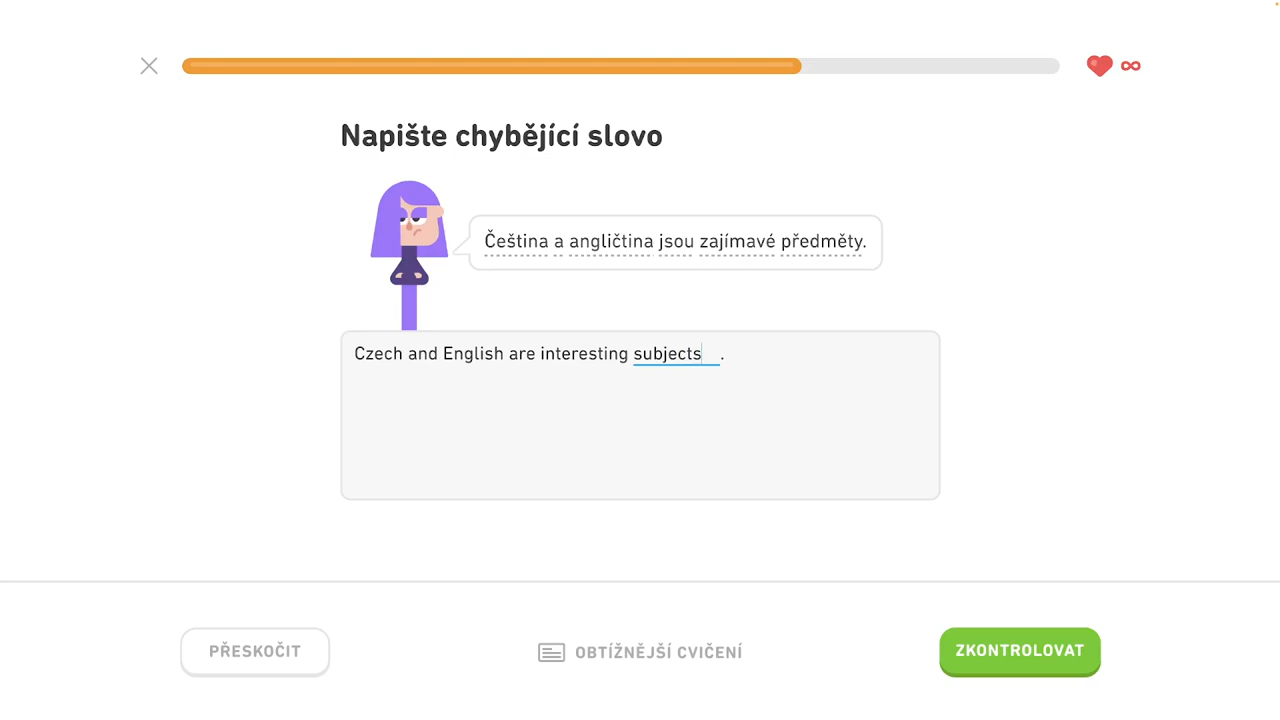 ∞
Napište chybějící slovo
Čeština a angličtina jsou zajímavé předměty.
Czech and English are interesting subjects .
PŘESKOČIT
OBTÍŽNĚJŠÍ CVIČENÍ
ZKONTROLOVAT